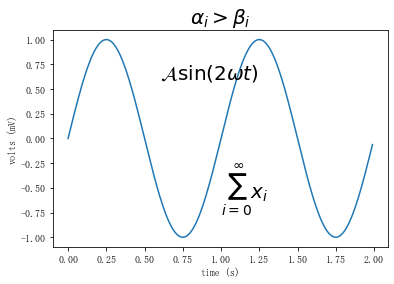 αᵢ > βᵢ
1.00
0.75
0.50
0.25
0.00
−0.25
−0.50
−0.75
−1.00
volts (mV)
𝒜sin(2ωt)
∞
∑ xᵢ
i = 0
0.00 0.25 0.50 0.75 1.00 1.25 1.50 1.75 2.00
time (s)